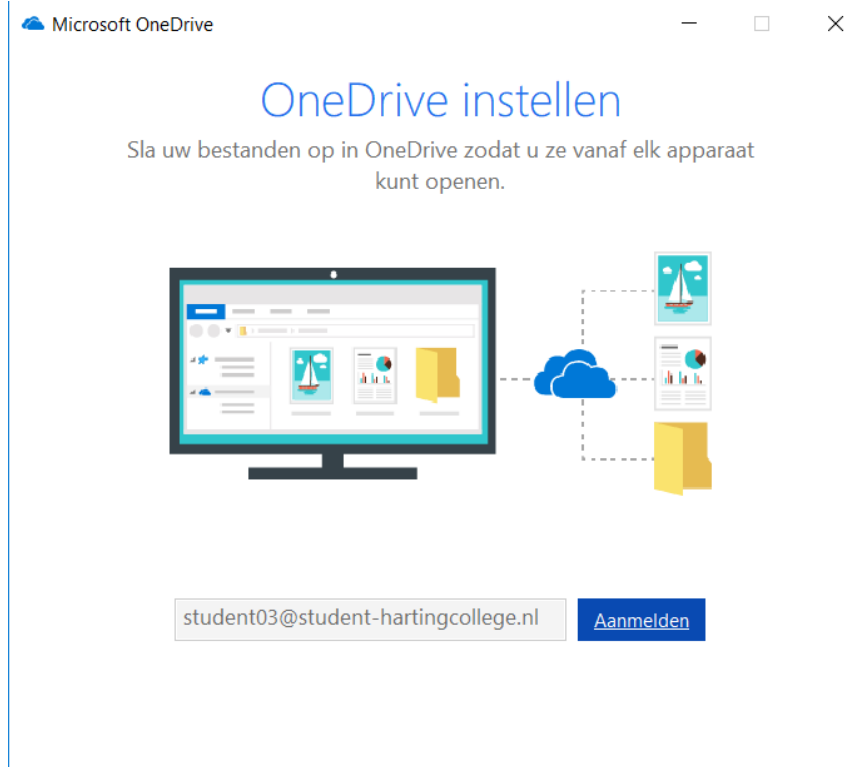 Microsoft OneDrive
OneDrive instellen
Sla uw bestanden op in OneDrive zodat u ze vanaf elk apparaat
kunt openen.
student03@student-hartingcollege.nl
Aanmelden